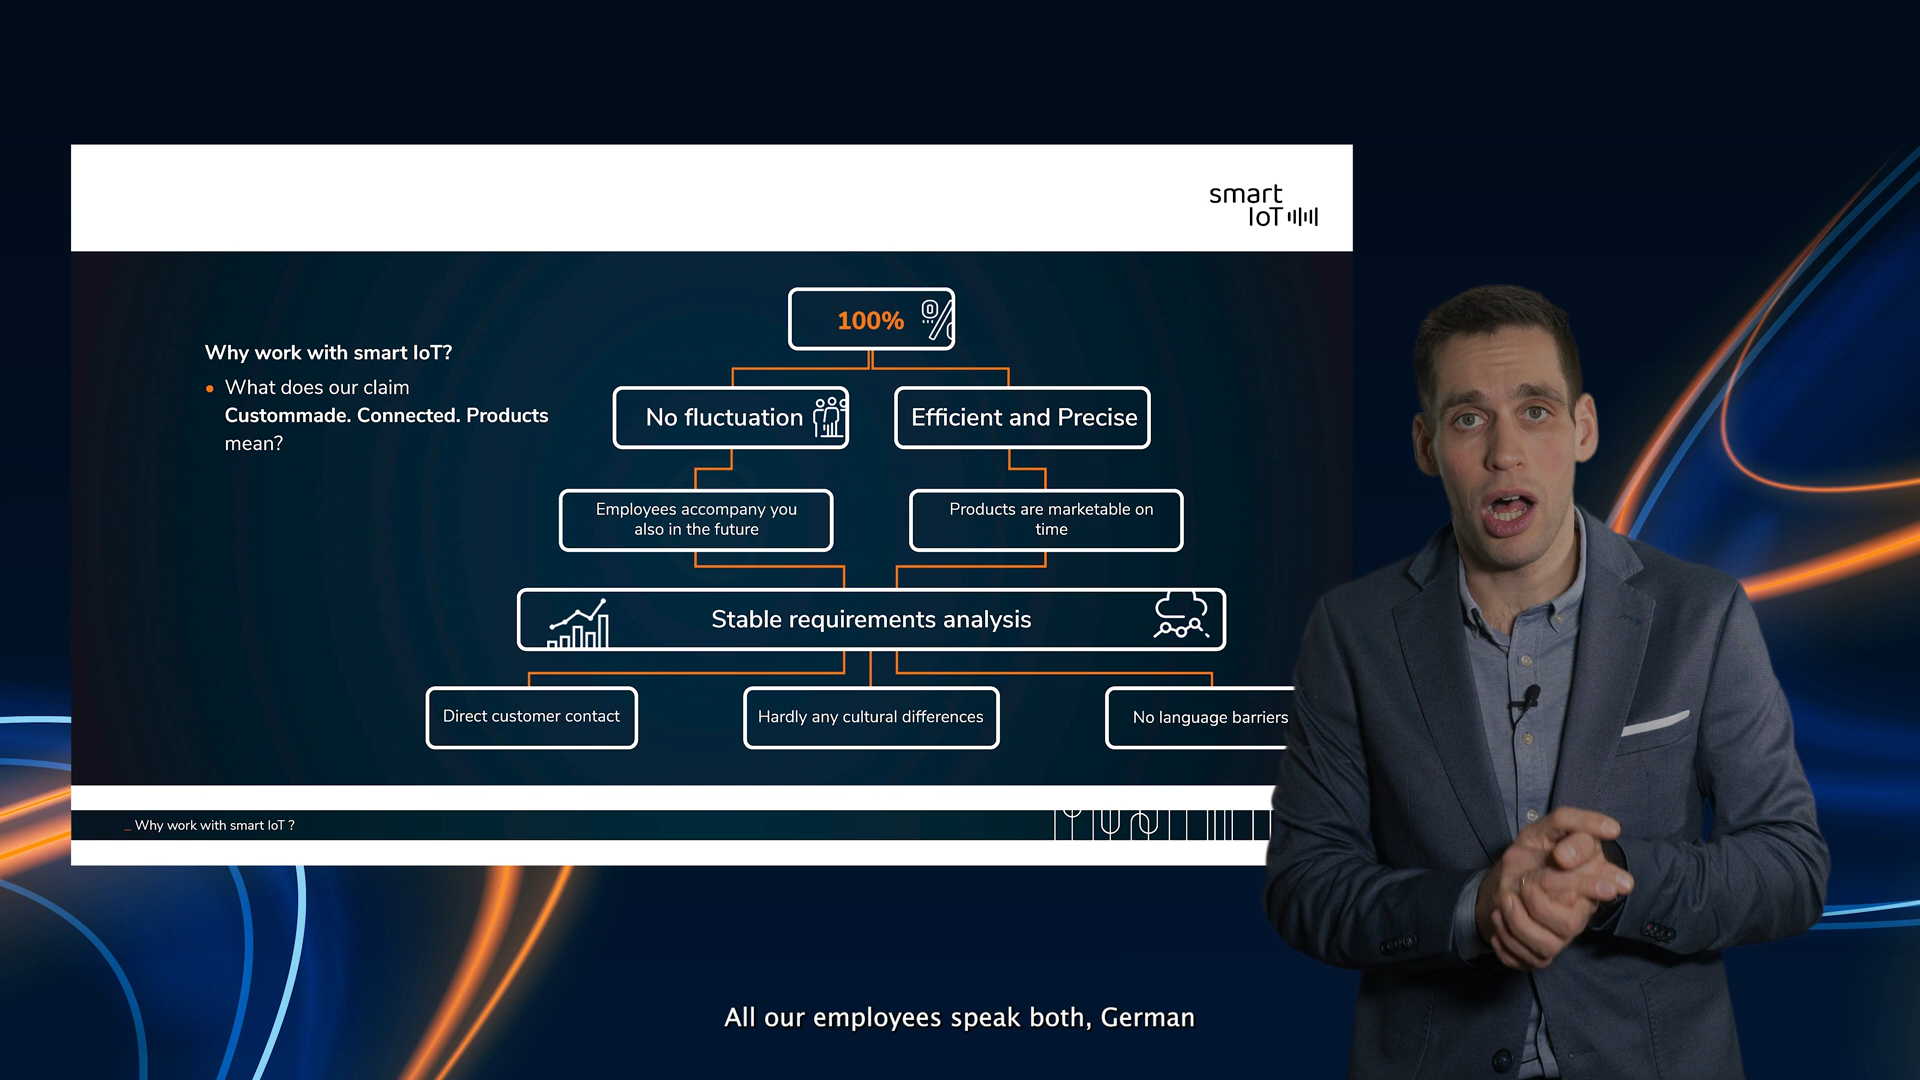 smart
IoT
100%
Why work with smart IoT?
What does our claim
Custommade. Connected. Products
mean?
No fluctuation
Efficient and Precise
Employees accompany you
also in the future
Products are marketable on
time
Stable requirements analysis
Direct customer contact
Hardly any cultural differences
No language barriers
_ Why work with smart IoT ?
All our employees speak both, German